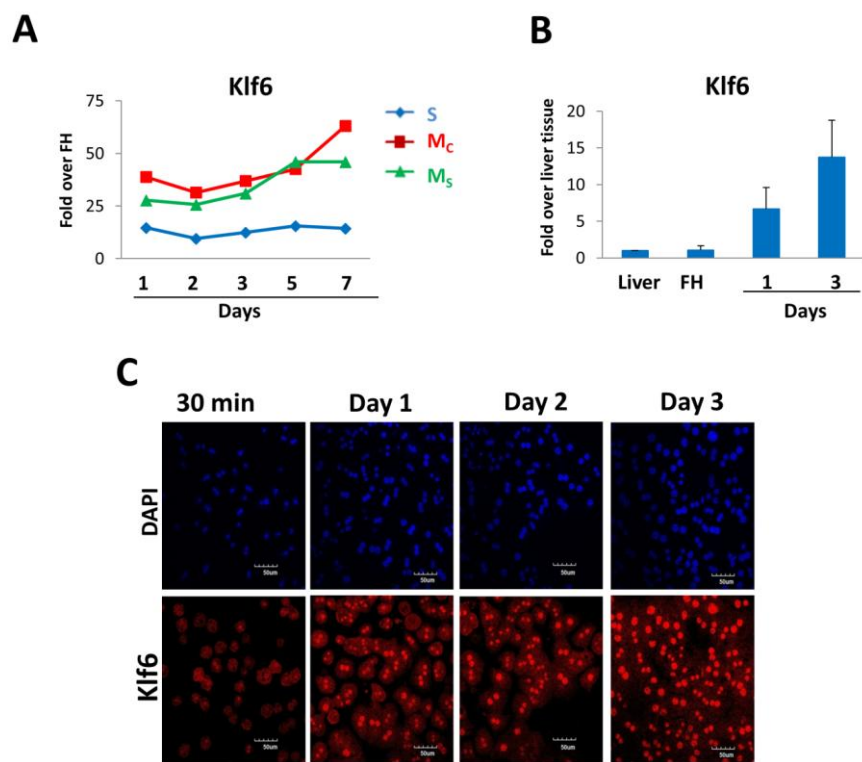 A
Klf6
75
50
25
0
Fold over FH
1 2 3 5 7
Days
S
Mc
Ms
B
Klf6
20
15
10
5
0
Fold over liver tissue
Liver FH 1 3
Days
C
30 min Day 1 Day 2 Day 3
DAPI
50um 50um 50um 50um
Klf6
50um 50um 50um 50um